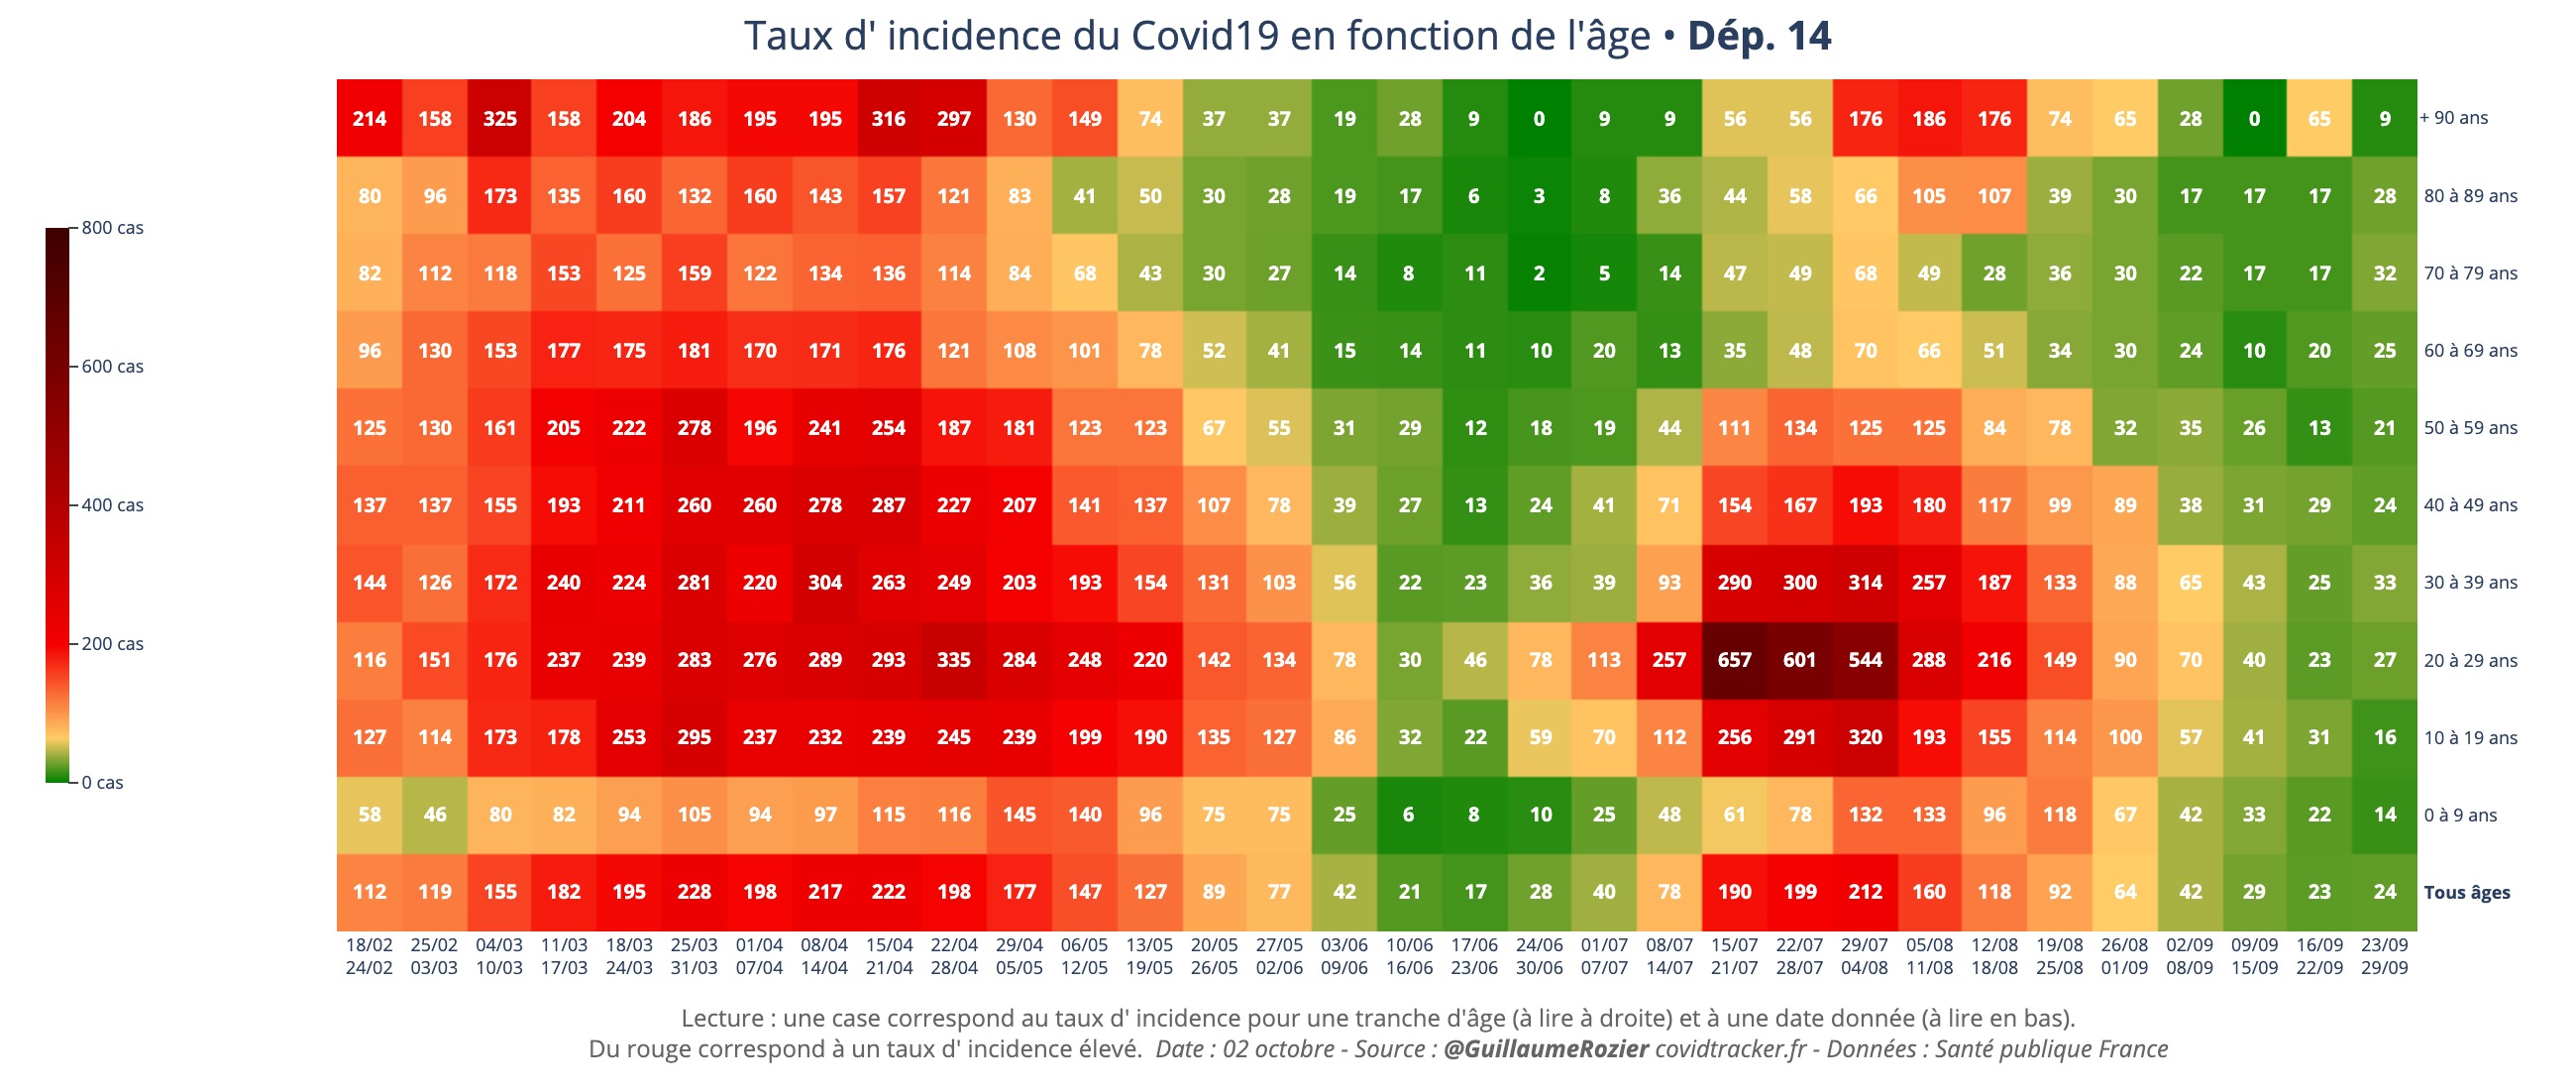 Taux d' incidence du Covid19 en fonction de l'âge • Dép. 14
800 cas
600 cas
400 cas
200 cas
0 cas
214 158 325 158 204 186 195 195 316 297 130 149 74 37 37 19 28 9 0 9 9 56 56 176 186 176 74 65 28 0 65 9 + 90 ans
80 96 173 135 160 132 160 143 157 121 83 41 50 30 28 19 17 6 3 8 36 44 58 66 105 107 39 30 17 17 17 28 80 à 89 ans
82 112 118 153 125 159 122 134 136 114 84 68 43 30 27 14 8 11 2 5 14 47 49 68 49 28 36 30 22 17 17 32 70 à 79 ans
96 130 153 177 175 181 170 171 176 121 108 101 78 52 41 15 14 11 10 20 13 35 48 70 66 51 34 30 24 10 20 25 60 à 69 ans
125 130 161 205 222 278 196 241 254 187 181 123 123 67 55 31 29 12 18 19 44 111 134 125 125 84 78 32 35 26 13 21 50 à 59 ans
137 137 155 193 211 260 260 278 287 227 207 141 137 107 78 39 27 13 24 41 71 154 167 193 180 117 99 89 38 31 29 24 40 à 49 ans
144 126 172 240 224 281 220 304 263 249 203 193 154 131 103 56 22 23 36 39 93 290 300 314 257 187 133 88 65 43 25 33 30 à 39 ans
116 151 176 237 239 283 276 289 293 335 284 248 220 142 134 78 30 46 78 113 257 657 601 544 288 216 149 90 70 40 23 27 20 à 29 ans
127 114 173 178 253 295 237 232 239 245 239 199 190 135 127 86 32 22 59 70 112 256 291 320 193 155 114 100 57 41 31 16 10 à 19 ans
58 46 80 82 94 105 94 97 115 116 145 140 96 75 75 25 6 8 10 25 48 61 78 132 133 96 118 67 42 33 22 14 0 à 9 ans
112 119 155 182 195 228 198 217 222 198 177 147 127 89 77 42 21 17 28 40 78 190 199 212 160 118 92 64 42 29 23 24 Tous âges
18/02 25/02 04/03 11/03 18/03 25/03 01/04 08/04 15/04 22/04 29/04 06/05 13/05 20/05 27/05 03/06 10/06 17/06 24/06 01/07 08/07 15/07 22/07 29/07 05/08 12/08 19/08 26/08 02/09 09/09 16/09 23/09
24/02 03/03 10/03 17/03 24/03 31/03 07/04 14/04 21/04 28/04 05/05 12/05 19/05 26/05 02/06 09/06 16/06 23/06 30/06 07/07 14/07 21/07 28/07 04/08 11/08 18/08 25/08 01/09 08/09 15/09 22/09 29/09
Lecture : une case correspond au taux d' incidence pour une tranche d'âge (à lire à droite) et à une date donnée (à lire en bas).
Du rouge correspond à un taux d' incidence élevé. Date : 02 octobre - Source : @GuillaumeRozier covidtracker.fr - Données : Santé publique France